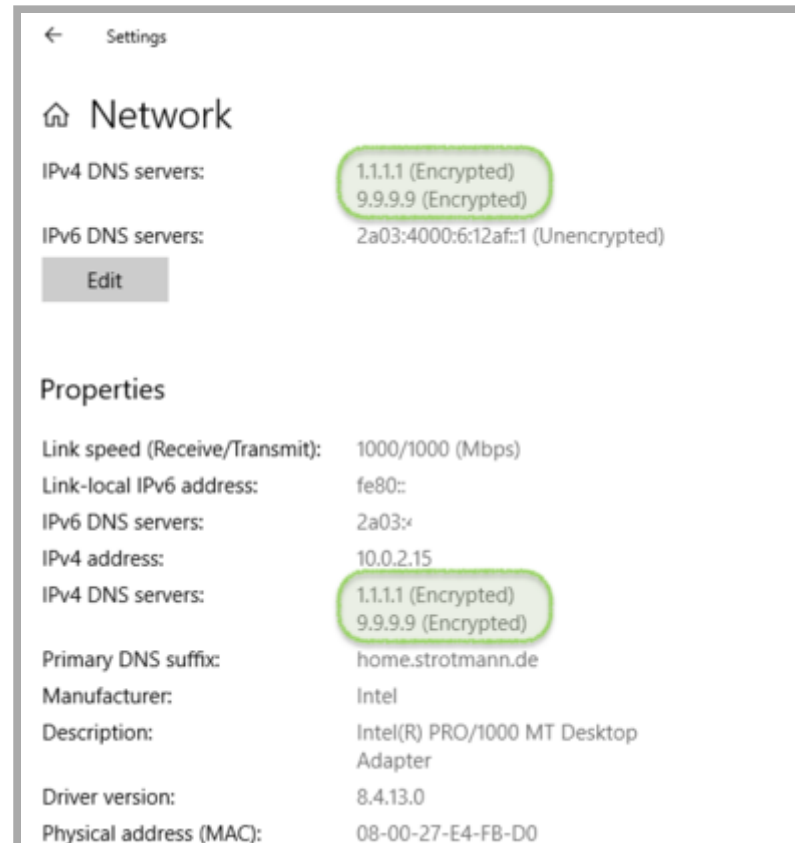 ← Settings
Network
IPv4 DNS servers: 1.1.1.1 (Encrypted)
9.9.9.9 (Encrypted)
IPv6 DNS servers: 2a03:4000:6:12af::1 (Unencrypted)
Edit
Properties
Link speed (Receive/Transmit): 1000/1000 (Mbps)
Link-local IPv6 address: fe80::
IPv6 DNS servers: 2a03:
IPv4 address: 10.0.2.15
IPv4 DNS servers: 1.1.1.1 (Encrypted)
9.9.9.9 (Encrypted)
Primary DNS suffix: home.strotmann.de
Manufacturer: Intel
Description: Intel(R) PRO/1000 MT Desktop
Adapter
Driver version: 8.4.13.0
Physical address (MAC): 08-00-27-E4-FB-D0